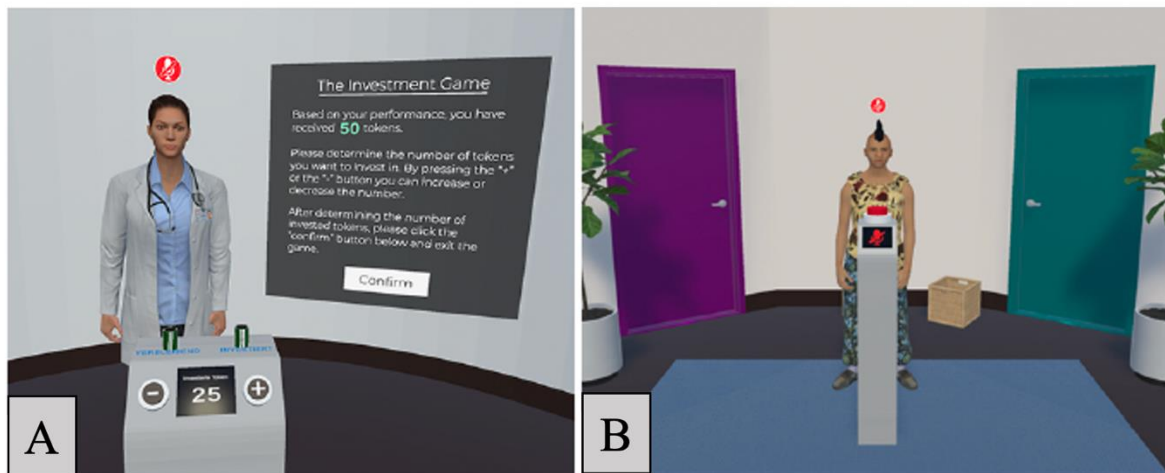 The Investment Game
Based on your performance, you have
received 50 tokens.
Please determine the number of tokens
you want to invest in. By pressing the "+"
or the "-" button you can increase or
decrease the number.
After determining the number of
invested tokens, please click the
"confirm" button below and exit the
game.
Confirm
INVESTIERT
Token
- 25 +
A
B